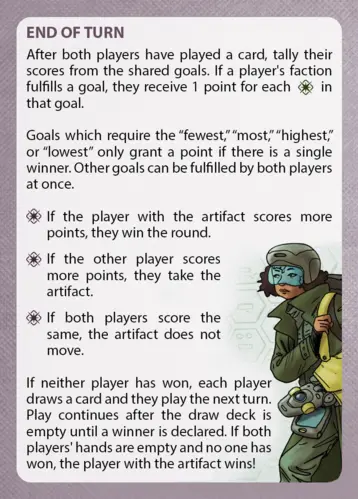 END OF TURN
After both players have played a card, tally their
scores from the shared goals. If a player's faction
fulfills a goal, they receive 1 point for each in
that goal.
Goals which require the "fewest," "most," "highest,"
or "lowest" only grant a point if there is a single
winner. Other goals can be fulfilled by both players
at once.
If the player with the artifact scores more
points, they win the round.
If the other player scores
more points, they take the
artifact.
If both players score the
same, the artifact does not
move.
If neither player has won, each player
draws a card and they play the next turn.
Play continues after the draw deck is
empty until a winner is declared. If both
players' hands are empty and no one has
won, the player with the artifact wins!